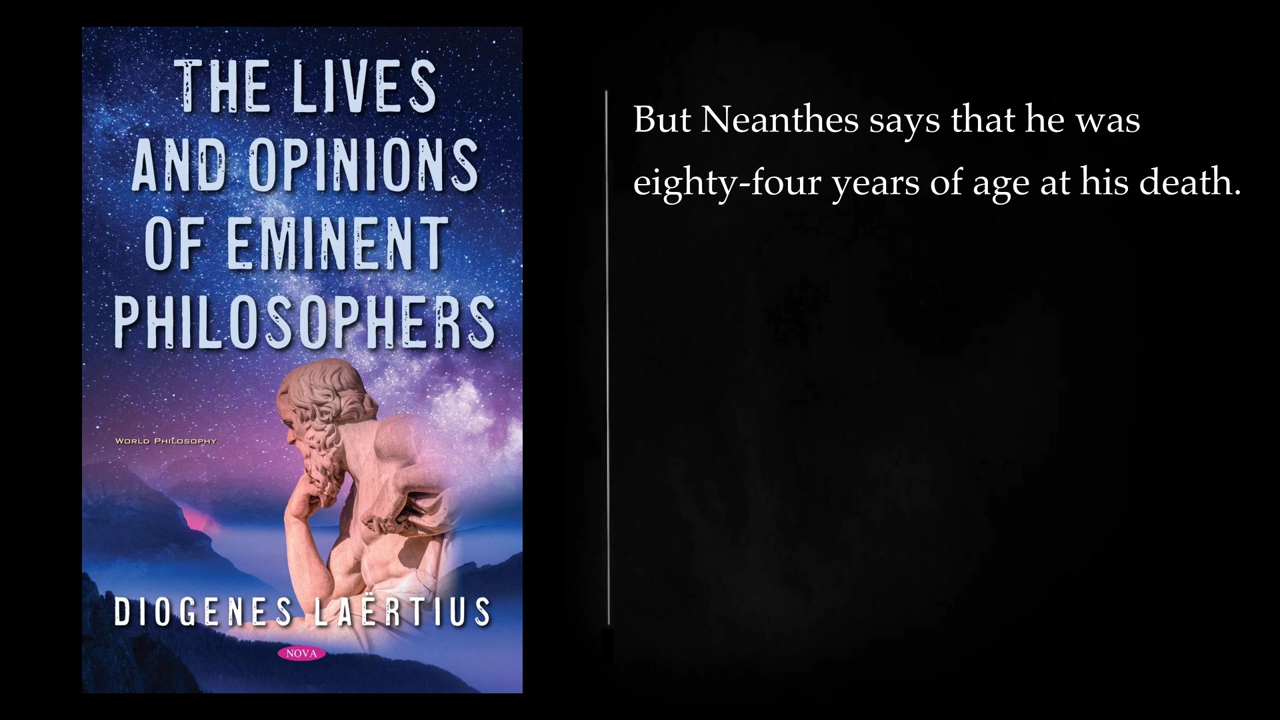 THE LIVES
AND OPINIONS
OF EMINENT
PHILOSOPHERS
WORLD PHILOSOPHY
DIOGENES LAËRTIUS
NOVA
But Neanthes says that he was
eighty-four years of age at his death.